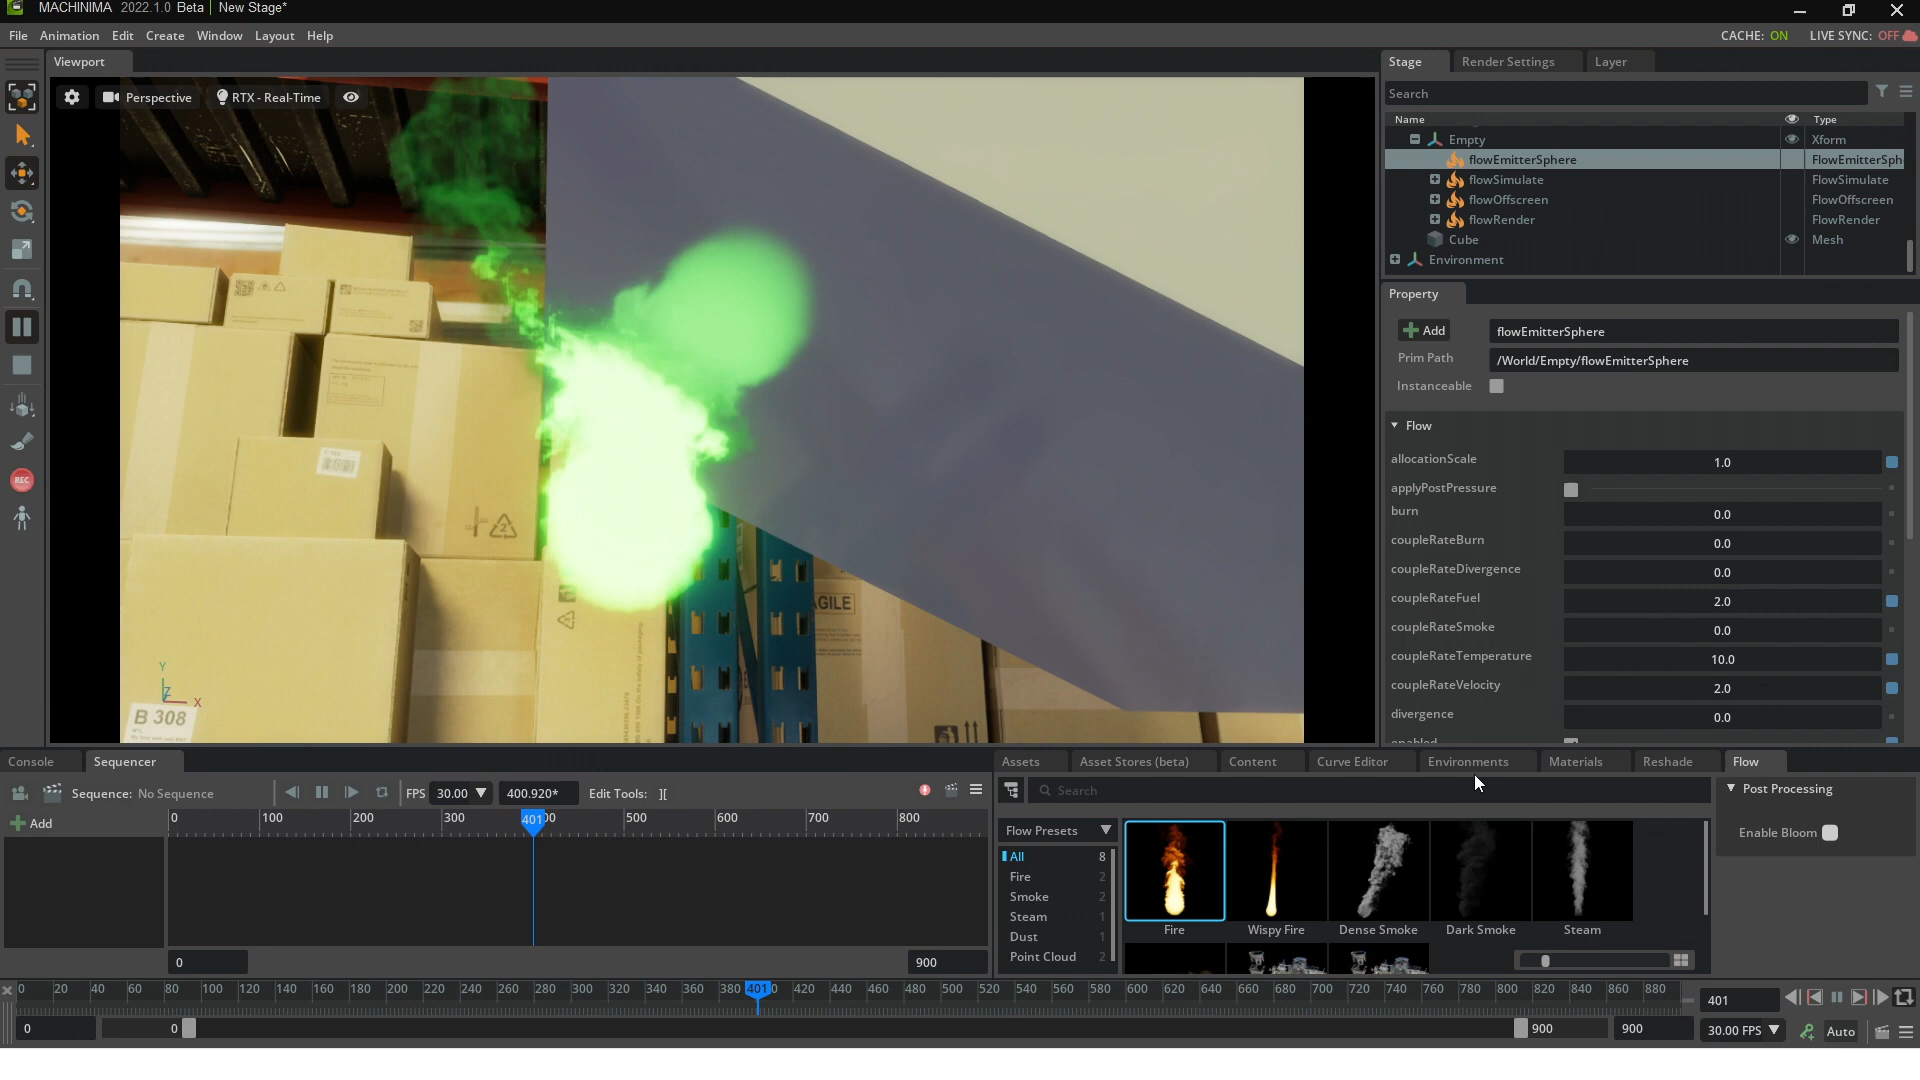 MACHINIMA 2022.1.0 Beta New Stage*
File Animation Edit Create Window Layout Help
CACHE: ON LIVE SYNC: OFF
Viewport
Perspective RTX - Real-Time
Stage Render Settings Layer
Search
Name Type
Empty Xform
flowEmitterSphere FlowEmitterSph
flowSimulate FlowSimulate
flowOffscreen FlowOffscreen
flowRender FlowRender
Cube Mesh
Environment
Property
Add flowEmitterSphere
Prim Path /World/Empty/flowEmitterSphere
Instanceable
Flow
allocationScale 1.0
applyPostPressure
burn 0.0
coupleRateBurn 0.0
coupleRateDivergence 0.0
coupleRateFuel 2.0
coupleRateSmoke 0.0
coupleRateTemperature 10.0
coupleRateVelocity 2.0
divergence 0.0
enabled
REC
AGILE
Y
Z
X
B 308
Console Sequencer
Sequence: No Sequence FPS 30.00 400.920* Edit Tools: ][
Add
0 100 200 300 401 500 600 700 800
0 900
Assets Asset Stores (beta) Content Curve Editor Environments Materials Reshade Flow
Search
Post Processing
Enable Bloom
Flow Presets
All 8
Fire 2
Smoke 2
Steam 1
Dust 1
Point Cloud 2
Fire Wispy Fire Dense Smoke Dark Smoke Steam
0 20 40 60 80 100 120 140 160 180 200 220 240 260 280 300 320 340 360 380 401 420 440 460 480 500 520 540 560 580 600 620 640 660 680 700 720 740 760 780 800 820 840 860 880
401
0 0 900 900 30.00 FPS Auto